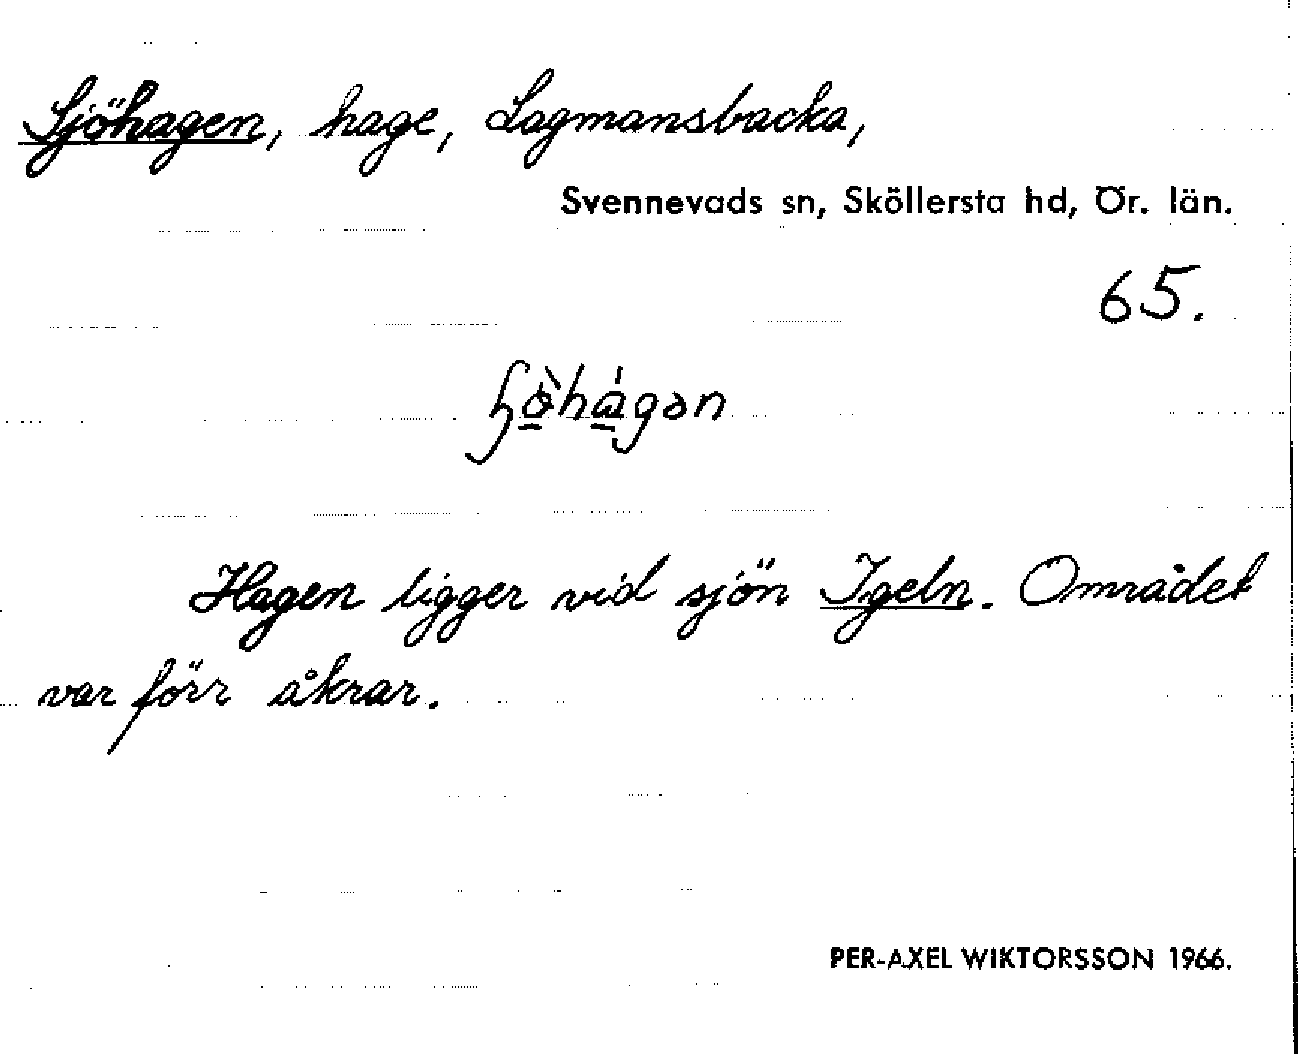 Sjöhagen, hage, Lagmansbacka,
Svennevads sn, Sköllersta hd, Ör. län.
65.
Hagen ligger vid sjön Igeln. Området
var förr åkrar.
PER-AXEL WIKTORSSON 1966.